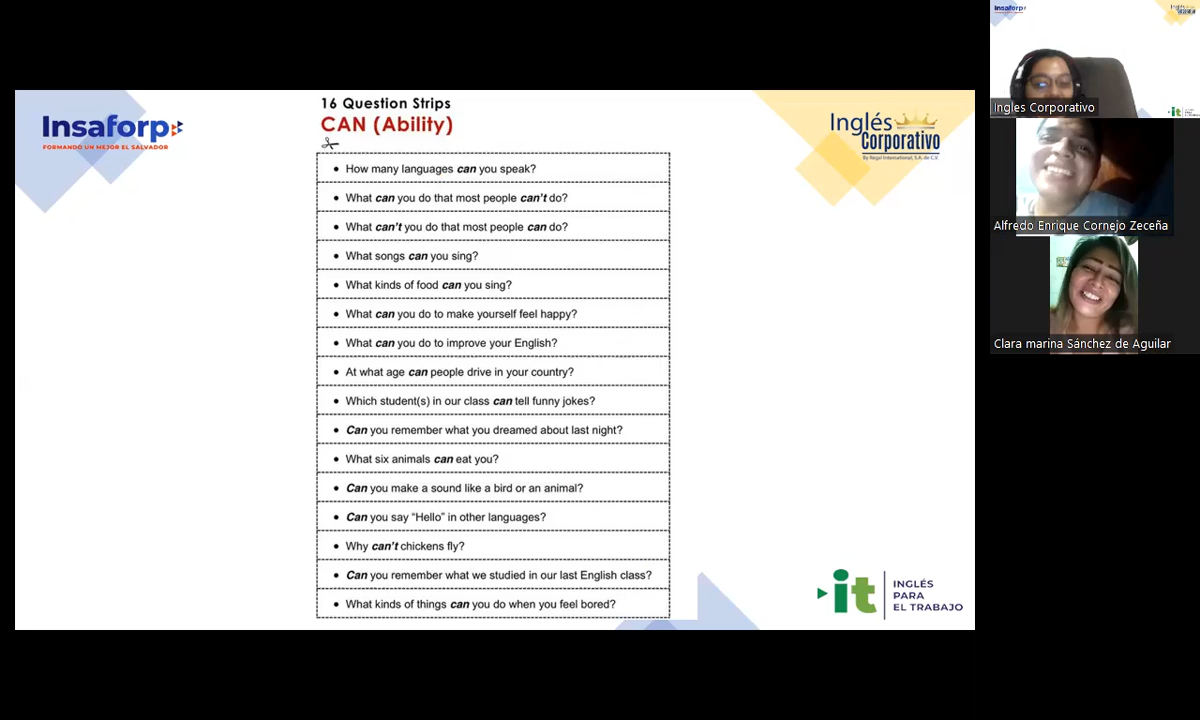 16 Question Strips
CAN (Ability)
Insaforp
FORMANDO UN MEJOR EL SALVADOR
Inglés
Corporativo
By Regal International, S.A. de C.V.
• How many languages can you speak?
• What can you do that most people can't do?
• What can't you do that most people can do?
• What songs can you sing?
• What kinds of food can you sing?
• What can you do to make yourself feel happy?
• What can you do to improve your English?
• At what age can people drive in your country?
• Which student(s) in our class can tell funny jokes?
• Can you remember what you dreamed about last night?
• What six animals can eat you?
• Can you make a sound like a bird or an animal?
• Can you say “Hello” in other languages?
• Why can't chickens fly?
• Can you remember what we studied in our last English class?
• What kinds of things can you do when you feel bored?
it
INGLÉS
PARA
EL TRABAJO
Insaforp
Ingles Corporativo
it
Alfredo Enrique Cornejo Zeceña
Clara marina Sánchez de Aguilar